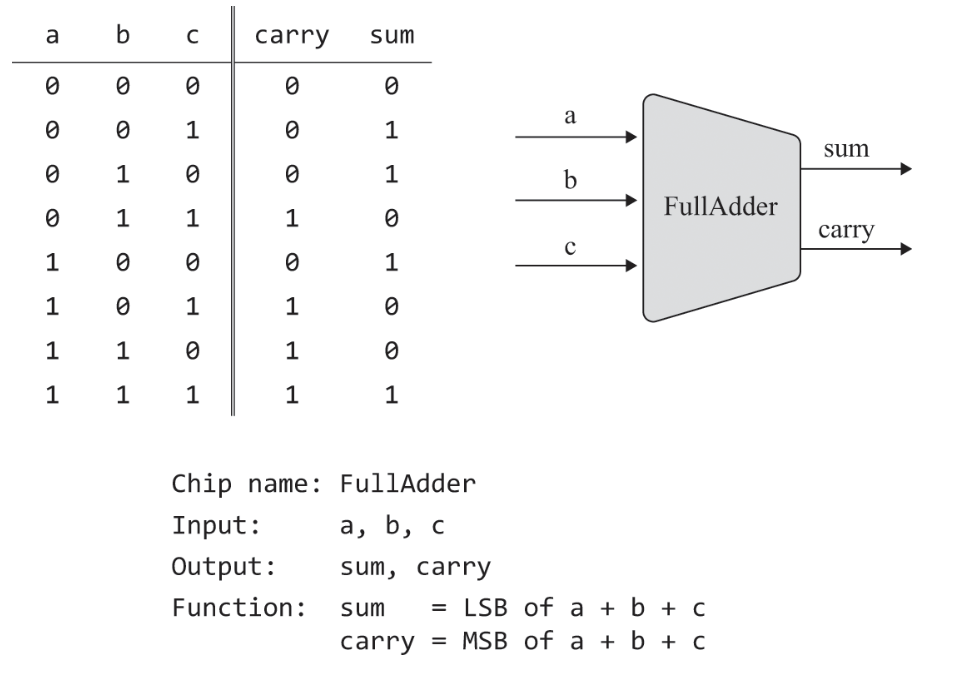 a b c carry sum
0 0 0 0 0
0 0 1 0 1
0 1 0 0 1
0 1 1 1 0
1 0 0 0 1
1 0 1 1 0
1 1 0 1 0
1 1 1 1 1
a
b
c
FullAdder
sum
carry
Chip name: FullAdder
Input: a, b, c
Output: sum, carry
Function: sum = LSB of a + b + c
carry = MSB of a + b + c